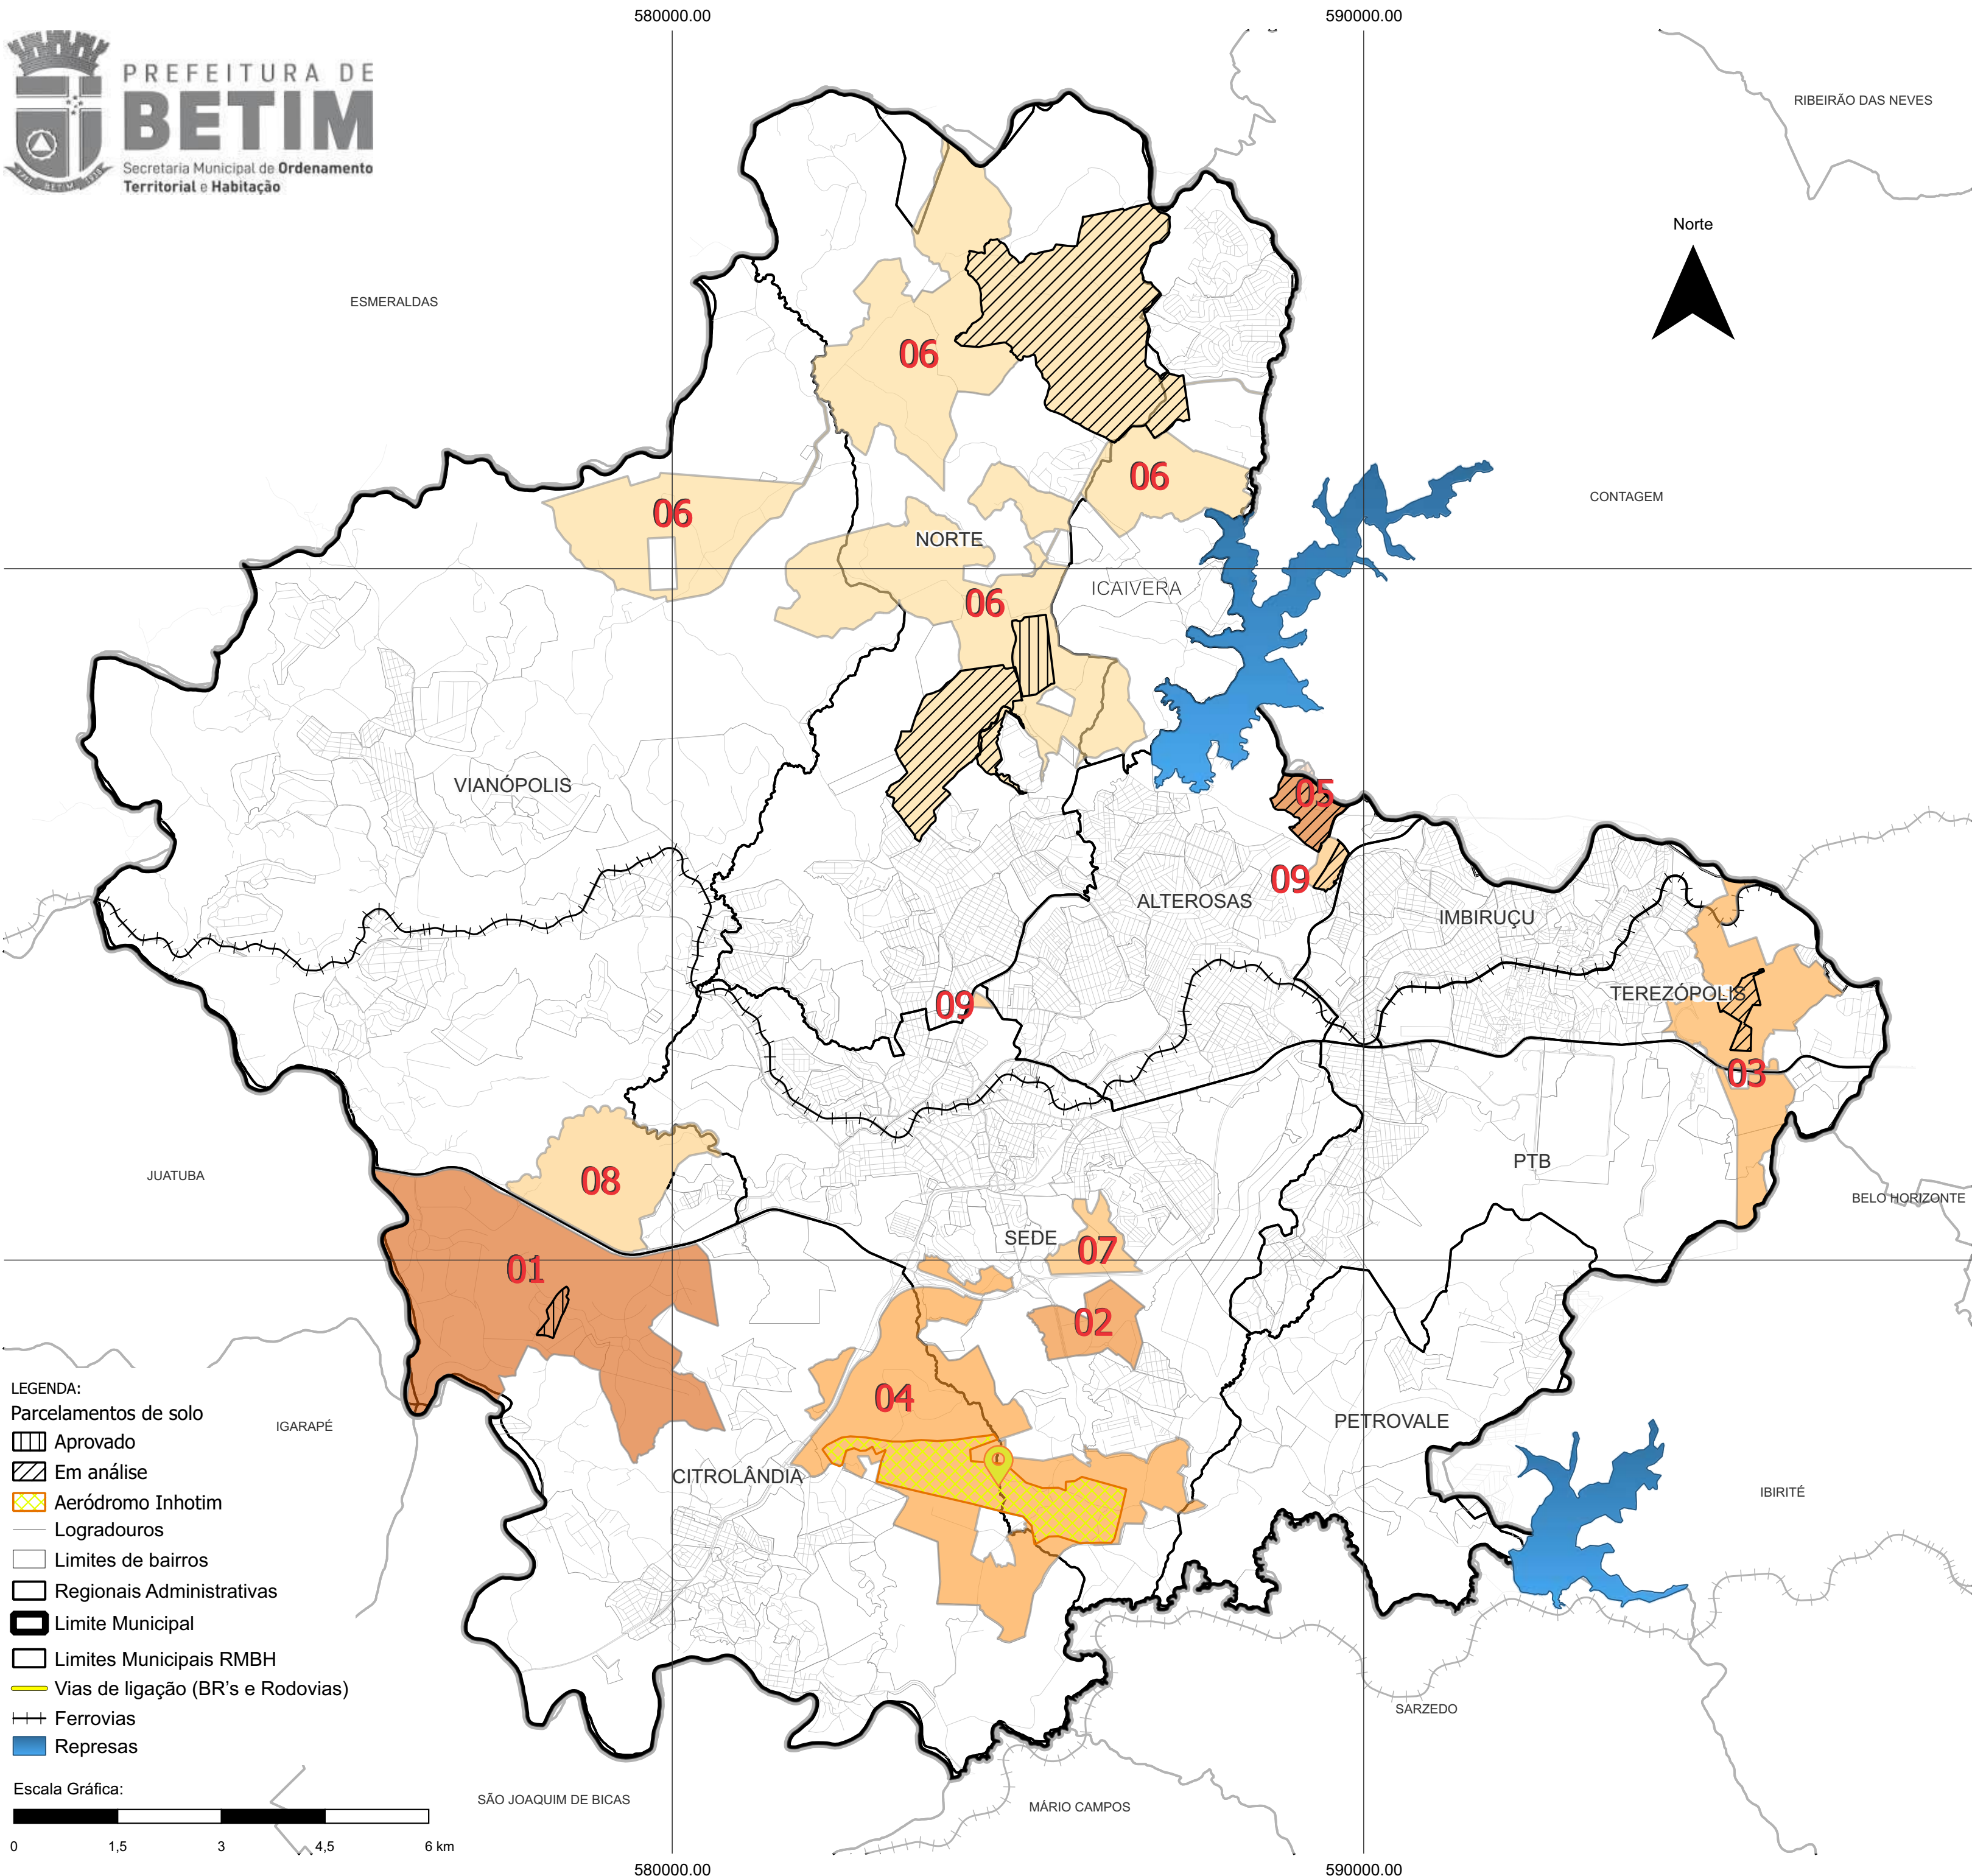 580000.00
590000.00
PREFEITURA DE
BETIM
Secretaria Municipal de Ordenamento
Territorial e Habitação
BETIM
RIBEIRÃO DAS NEVES
Norte
ESMERALDAS
06
06
CONTAGEM
06
NORTE
ICAIVERA
06
VIANÓPOLIS
05
09
ALTEROSAS
IMBIRUÇU
TEREZÓPOLIS
09
03
PTB
JUATUBA
08
BELO HORIZONTE
SEDE
07
01
02
04
LEGENDA:
Parcelamentos de solo
Aprovado
Em análise
Aeródromo Inhotim
Logradouros
Limites de bairros
Regionais Administrativas
Limite Municipal
Limites Municipais RMBH
Vias de ligação (BR's e Rodovias)
Ferrovias
Represas
IGARAPÉ
PETROVALE
CITROLÂNDIA
IBIRITÉ
SARZEDO
Escala Gráfica:
0 1,5 3 4,5 6 km
SÃO JOAQUIM DE BICAS
MÁRIO CAMPOS
580000.00
590000.00